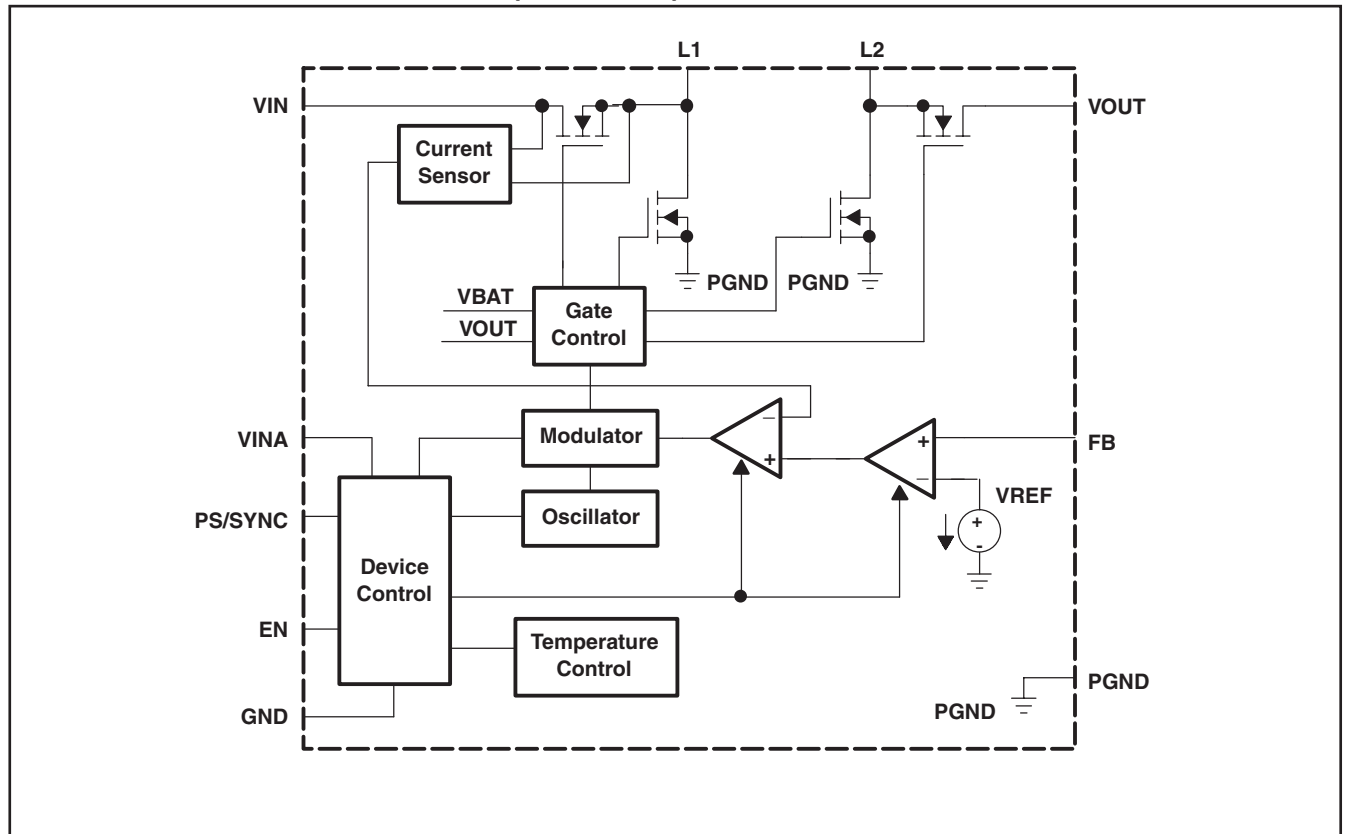 L1
L2
VIN
VOUT
Current
Sensor
PGND
PGND
VBAT
VOUT
Gate
Control
VINA
Modulator
−
+
+
−
FB
VREF
PS/SYNC
Oscillator
+
-
Device
Control
EN
Temperature
Control
GND
PGND
PGND